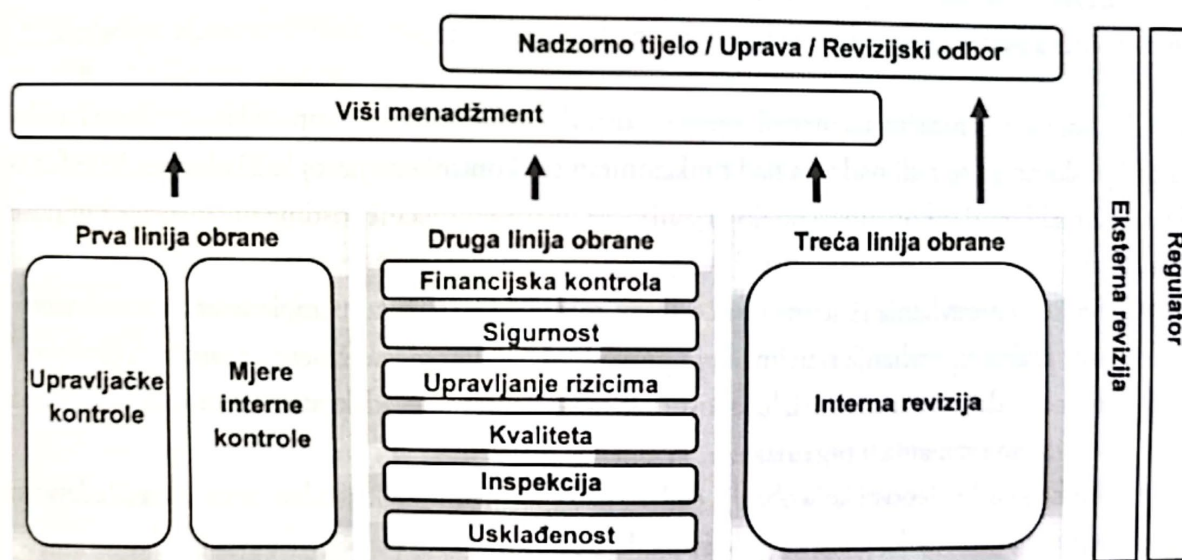 Nadzorno tijelo / Uprava / Revizijski odbor
Viši menadžment
Prva linija obrane
Upravljačke
kontrole
Mjere
interne
kontrole
Druga linija obrane
Financijska kontrola
Sigurnost
Upravljanje rizicima
Kvaliteta
Inspekcija
Usklađenost
Treća linija obrane
Interna revizija
Eksterna revizija
Regulator